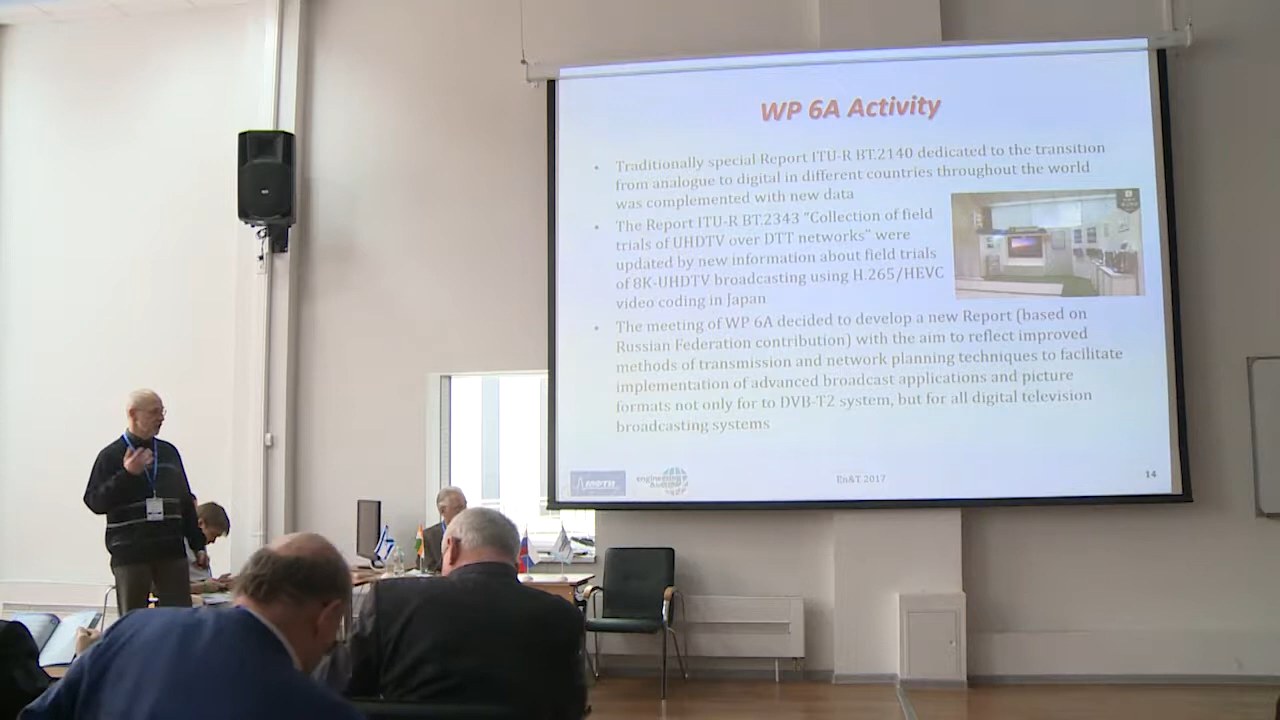 WP 6A Activity
• Traditionally special Report ITU-R BT.2140 dedicated to the transition
from analogue to digital in different countries throughout the world
was complemented with new data
• The Report ITU-R BT.2343 "Collection of field
trials of UHDTV over DTT networks" were
updated by new information about field trials
of 8K-UHDTV broadcasting using H.265/HEVC
video coding in Japan
• The meeting of WP 6A decided to develop a new Report (based on
Russian Federation contribution) with the aim to reflect improved
methods of transmission and network planning techniques to facilitate
implementation of advanced broadcast applications and picture
formats not only for to DVB-T2 system, but for all digital television
broadcasting systems
En&T 2017
14